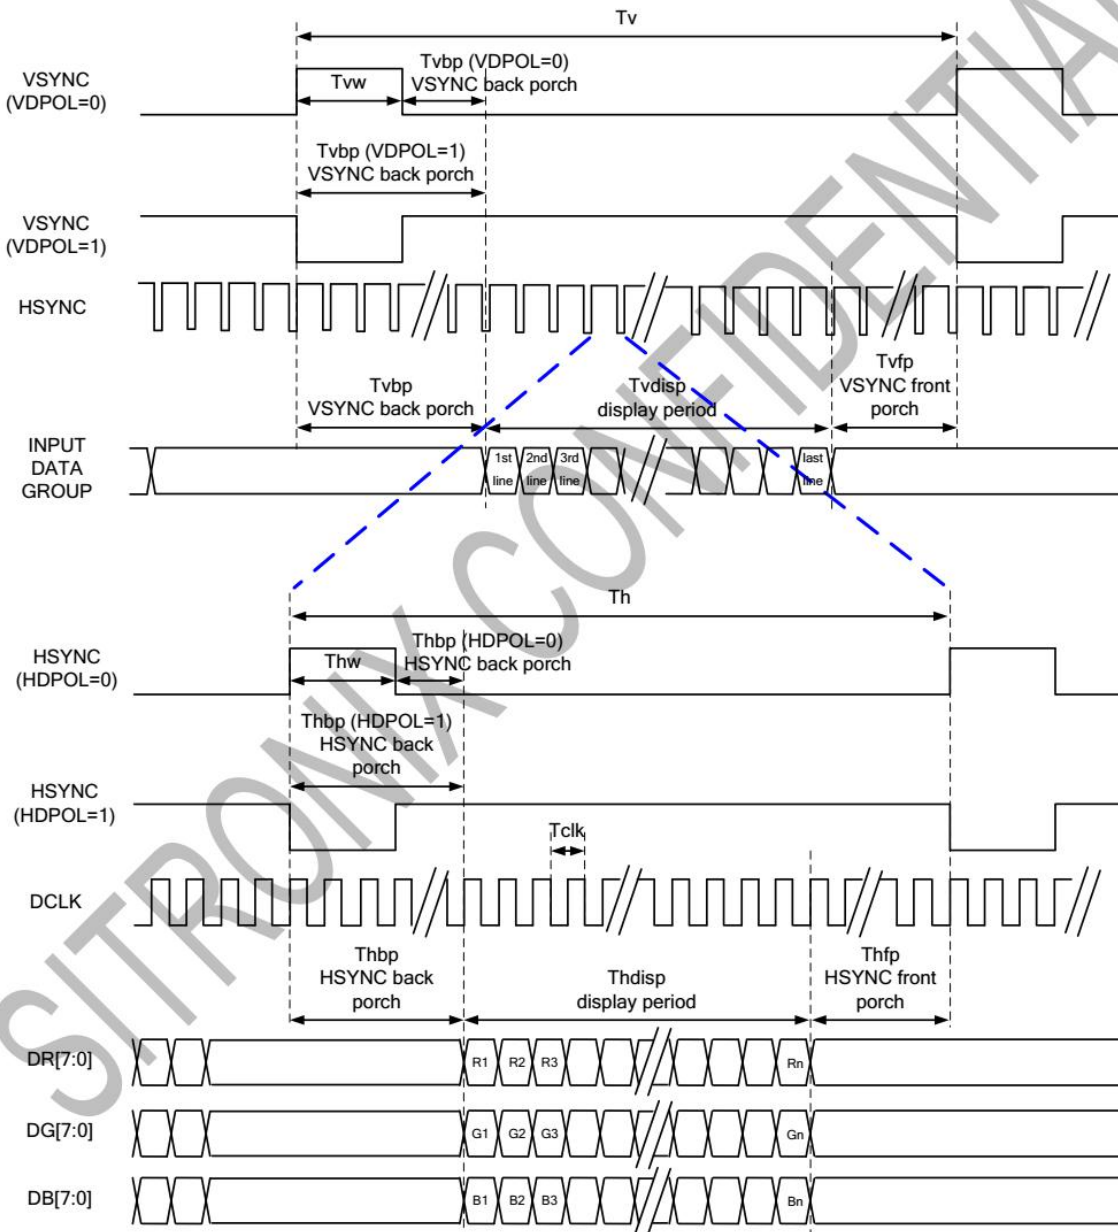 Tv
VSYNC
(VDPOL=0)
Tvw
Tvbp (VDPOL=0)
VSYNC back porch
Tvbp (VDPOL=1)
VSYNC back porch
VSYNC
(VDPOL=1)
HSYNC
Tvbp
VSYNC back porch
Tvdisp
display period
Tvfp
VSYNC front
porch
INPUT
DATA
GROUP
1st
line
2nd
line
3rd
line
last
line
Th
HSYNC
(HDPOL=0)
Thw
Thbp (HDPOL=0)
HSYNC back porch
Thbp (HDPOL=1)
HSYNC back
porch
HSYNC
(HDPOL=1)
Tclk
DCLK
Thbp
HSYNC back
porch
Thdisp
display period
Thfp
HSYNC front
porch
DR[7:0]
R1 R2 R3 Rn
DG[7:0]
G1 G2 G3 Gn
DB[7:0]
B1 B2 B3 Bn
SITRONIX CONFIDENTIAL